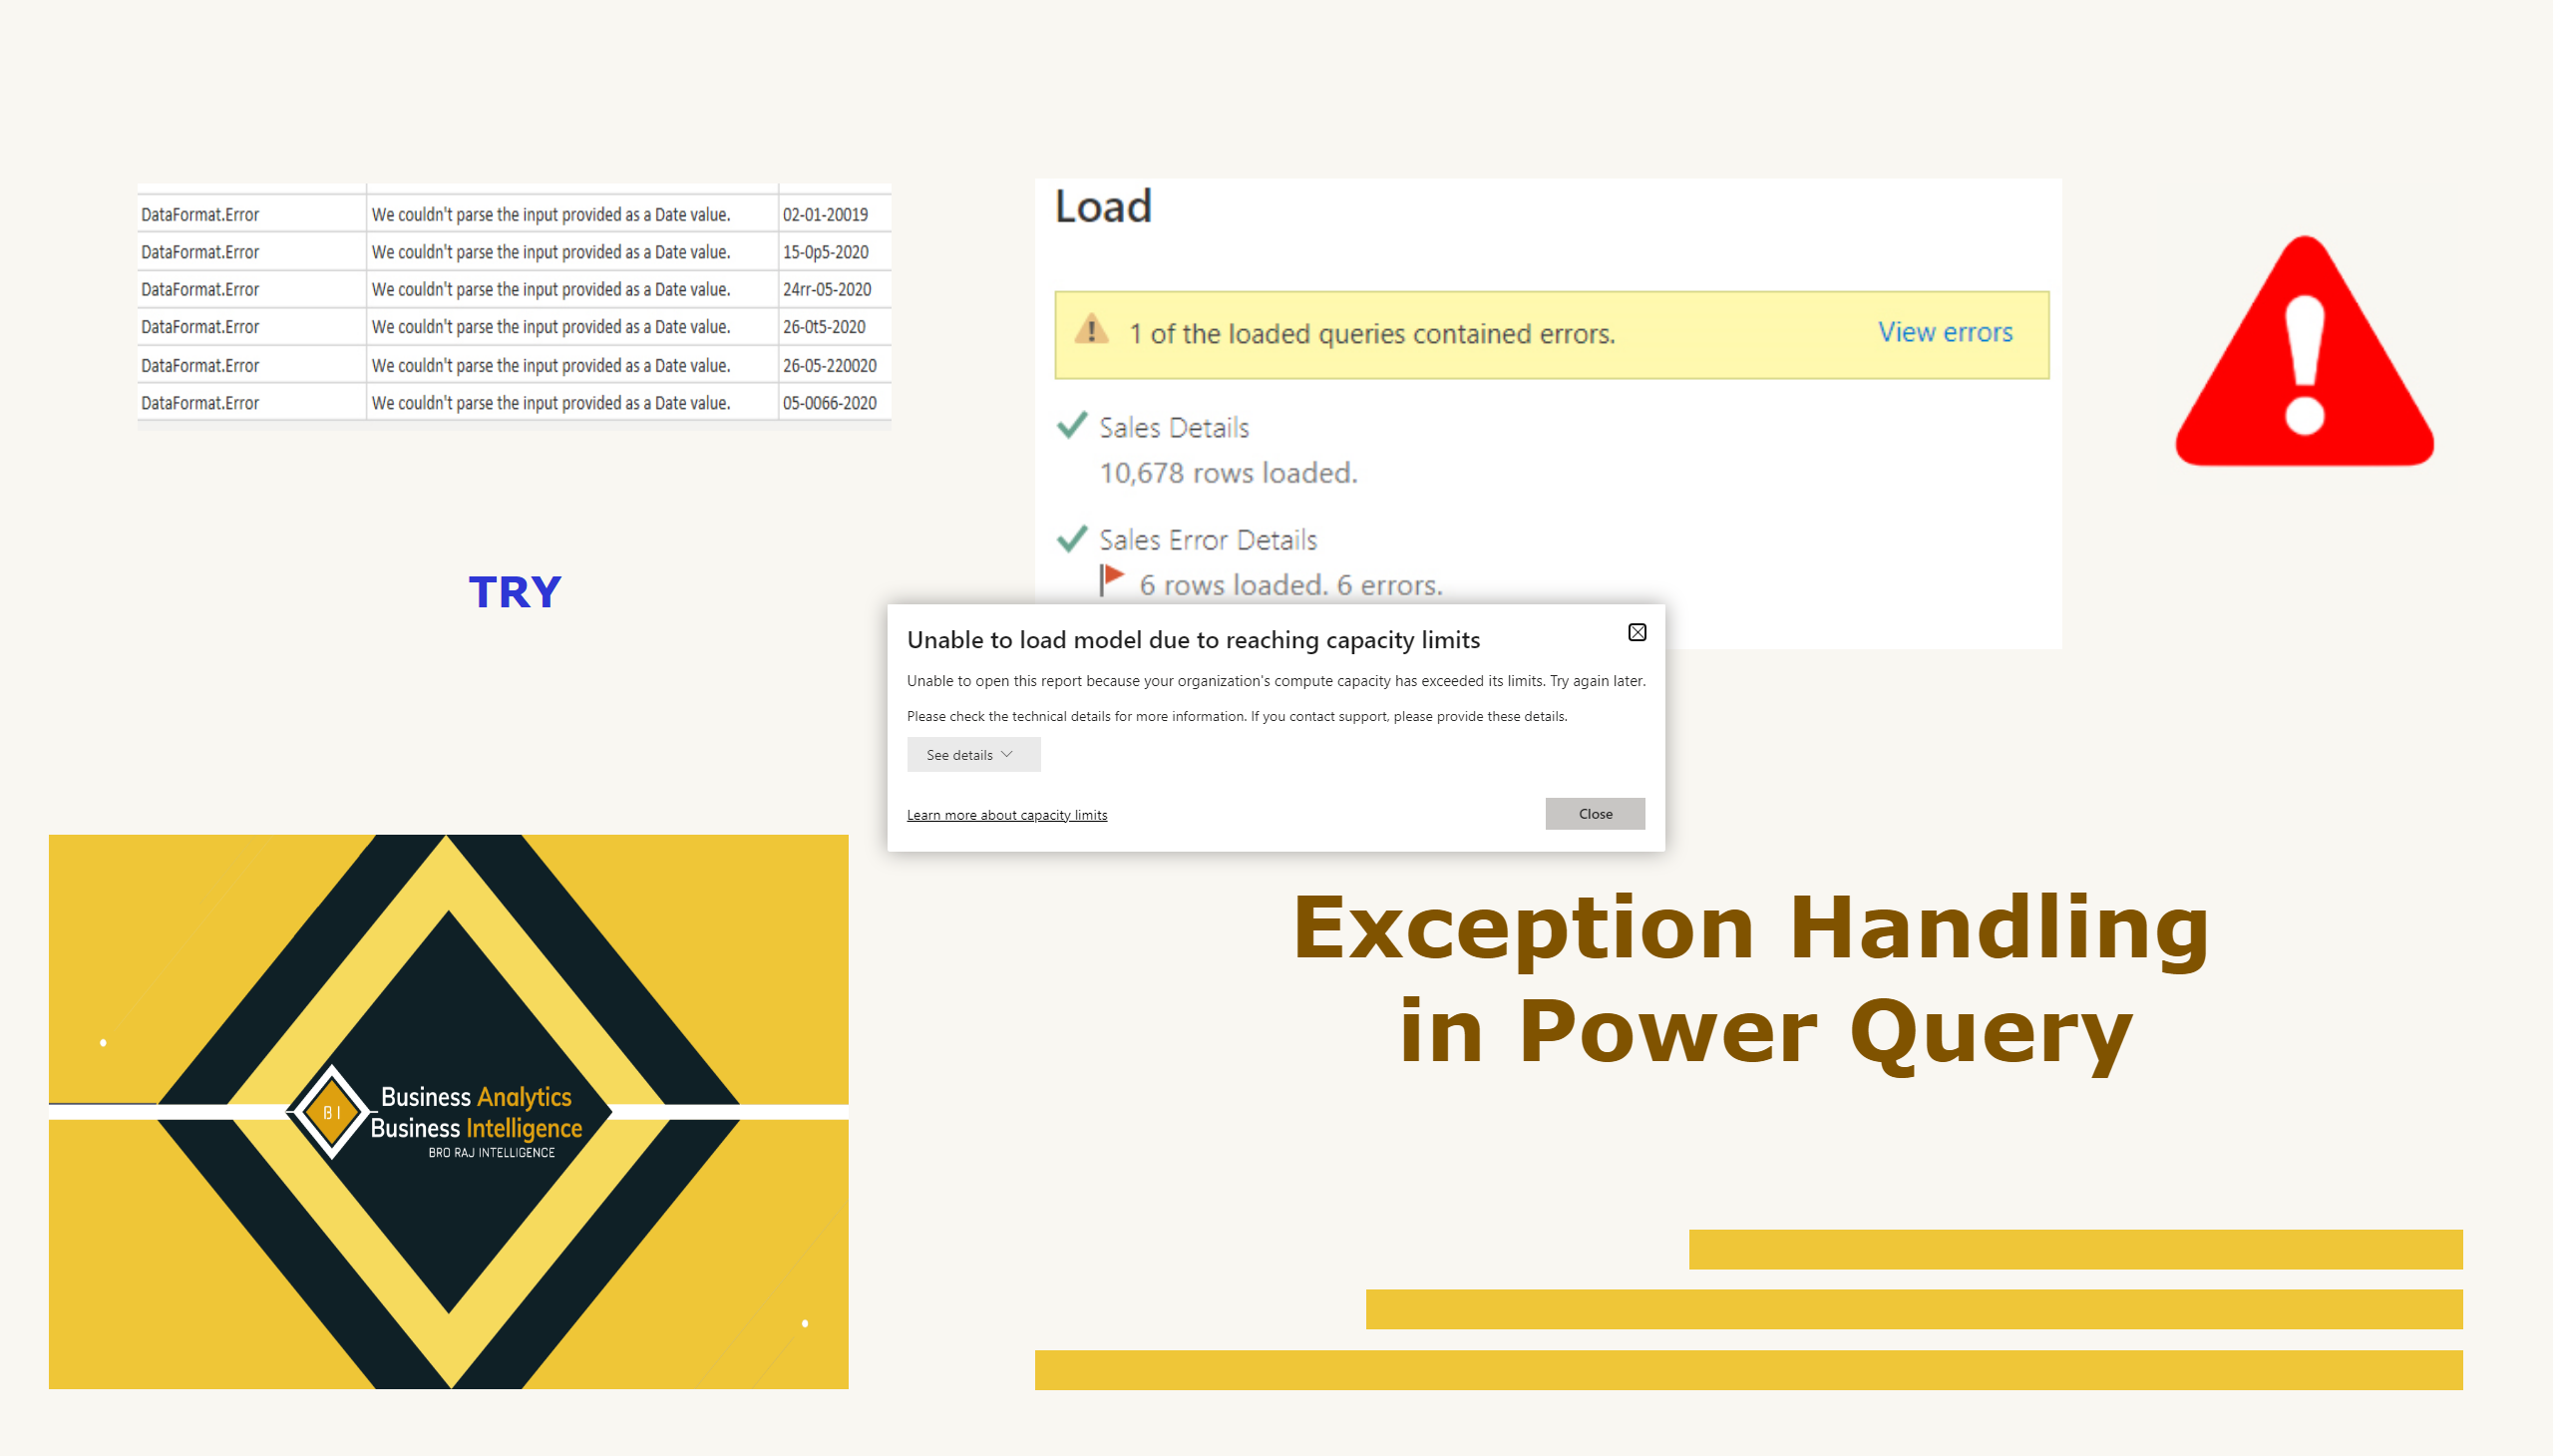 DataFormat.Error We couldn't parse the input provided as a Date value. 02-01-20019
DataFormat.Error We couldn't parse the input provided as a Date value. 15-0p5-2020
DataFormat.Error We couldn't parse the input provided as a Date value. 24rr-05-2020
DataFormat.Error We couldn't parse the input provided as a Date value. 26-0t5-2020
DataFormat.Error We couldn't parse the input provided as a Date value. 26-05-220020
DataFormat.Error We couldn't parse the input provided as a Date value. 05-0066-2020
TRY
Load
1 of the loaded queries contained errors. View errors
Sales Details
10,678 rows loaded.
Sales Error Details
6 rows loaded. 6 errors.
Unable to load model due to reaching capacity limits
Unable to open this report because your organization's compute capacity has exceeded its limits. Try again later.
Please check the technical details for more information. If you contact support, please provide these details.
See details
Learn more about capacity limits
Close
BI
Business Analytics
Business Intelligence
BRO RAJ INTELLIGENCE
Exception Handling
in Power Query